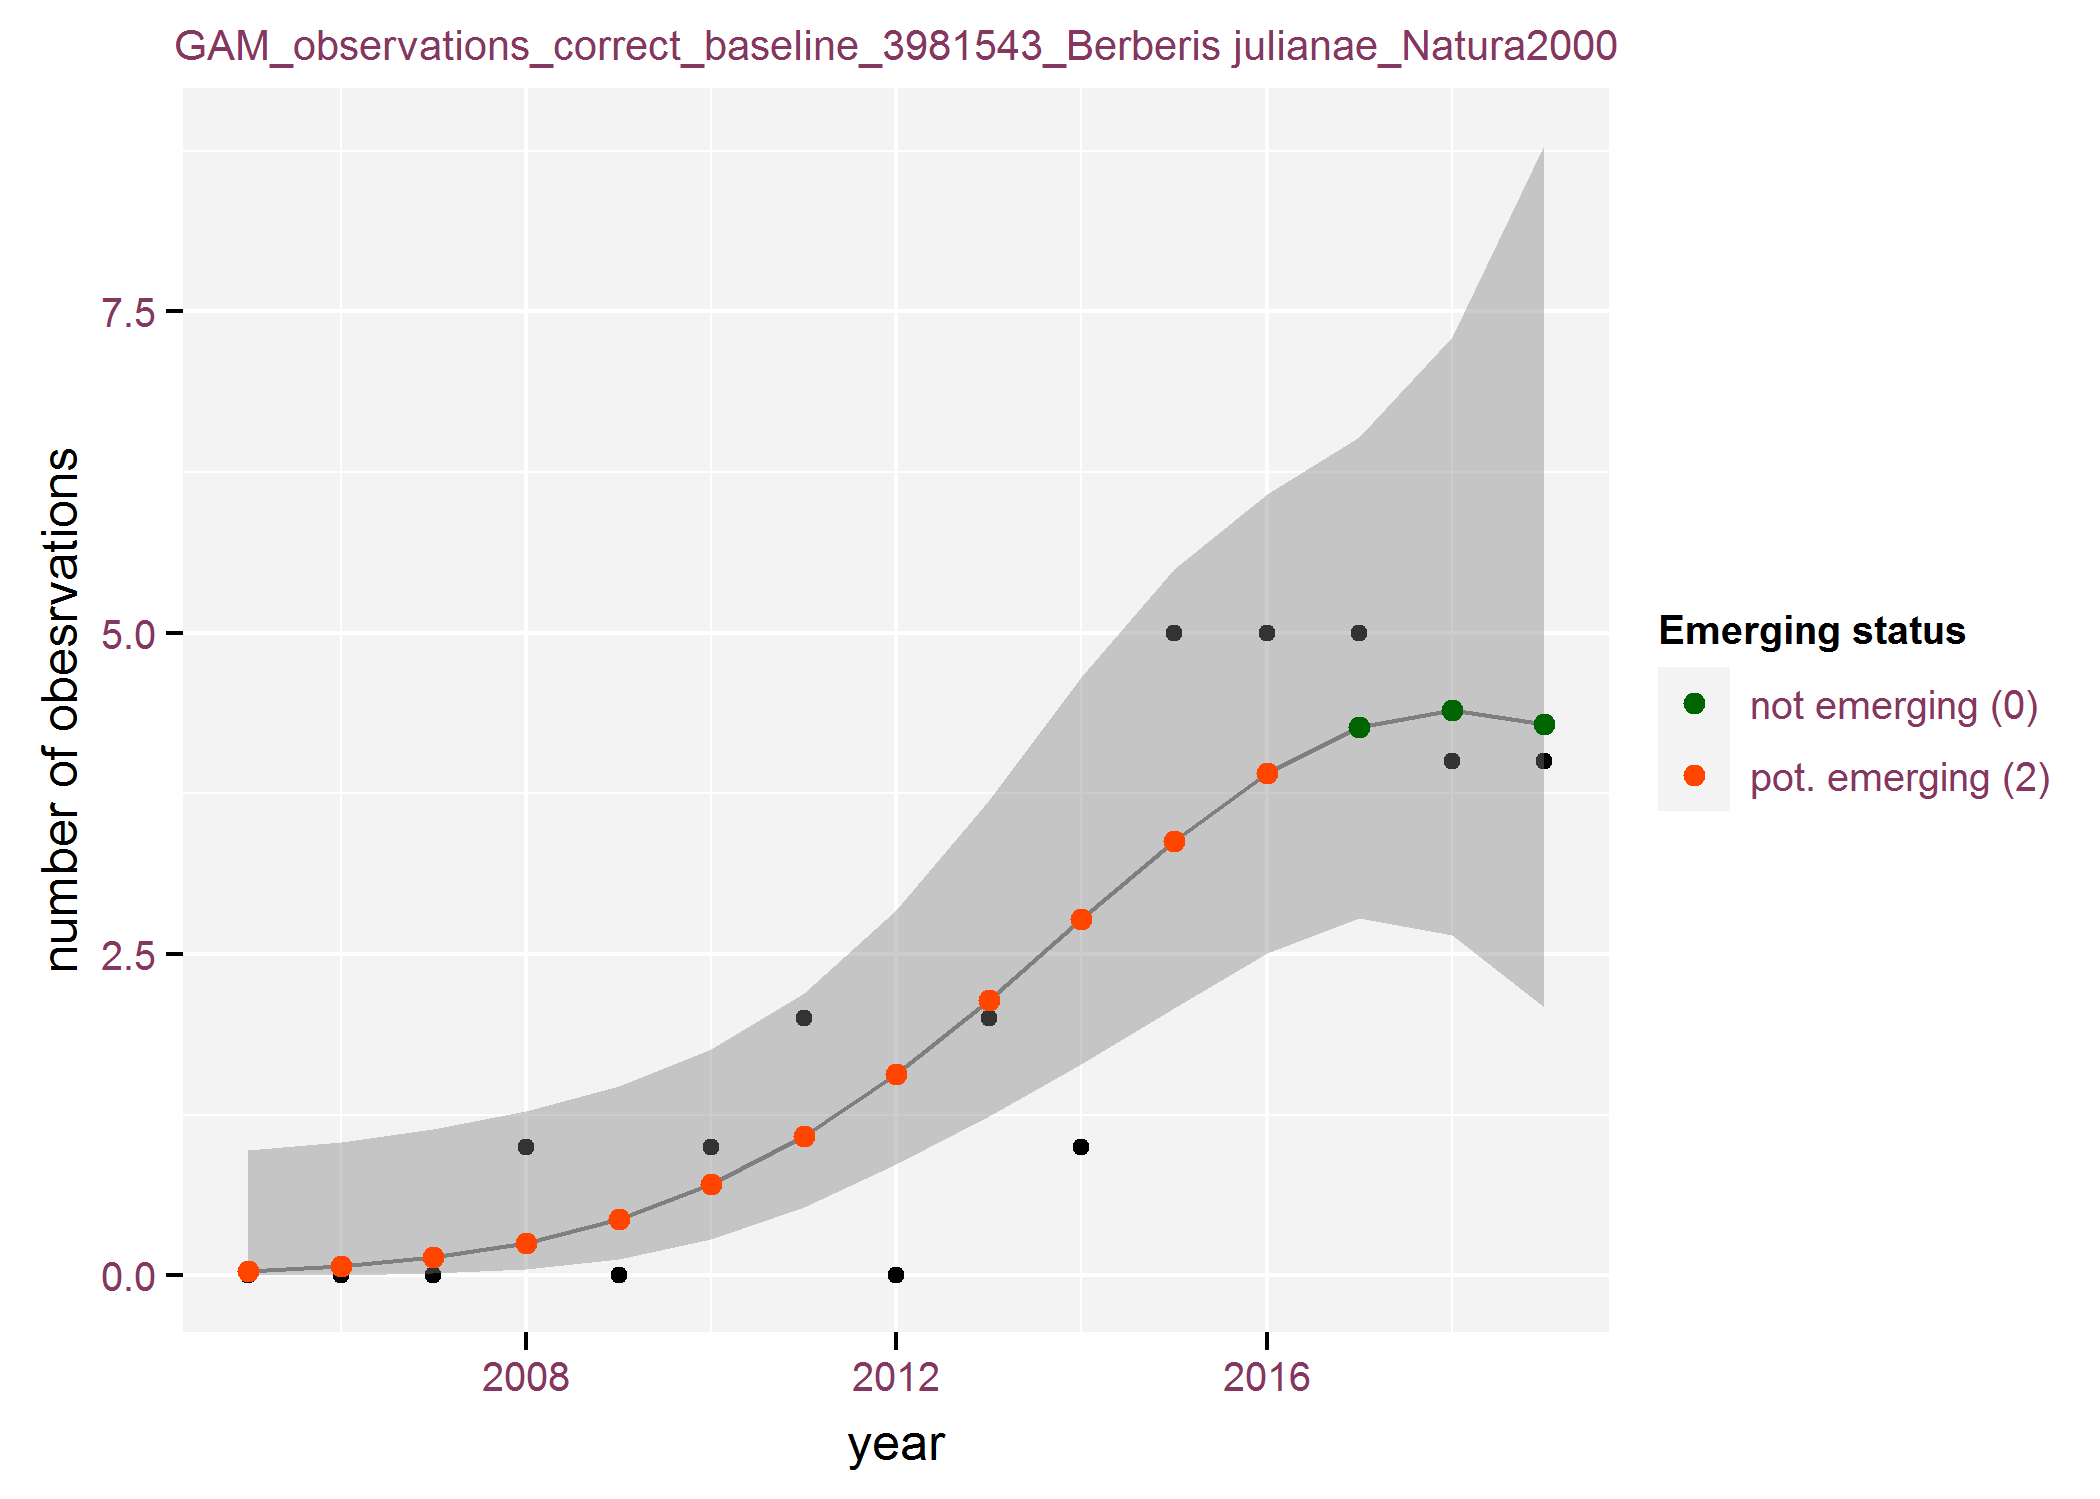 GAM_observations_correct_baseline_3981543_Berberis julianae_Natura2000
number of obesrvations
7.5
5.0
2.5
0.0
2008
2012
2016
year
Emerging status
not emerging (0)
pot. emerging (2)